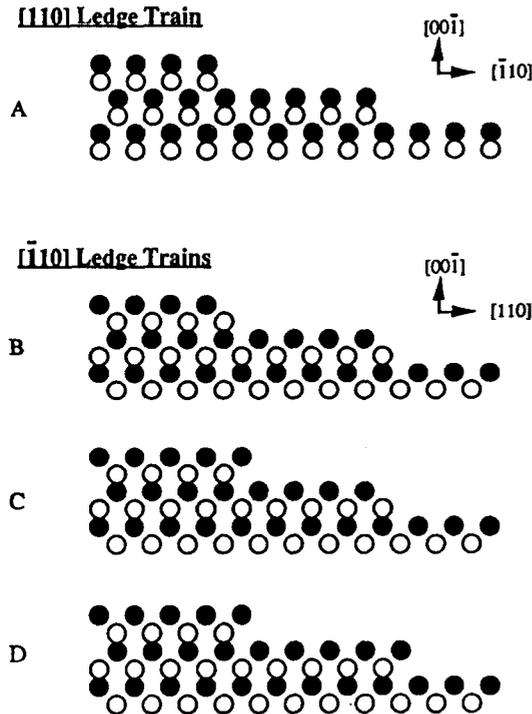 [110] Ledge Train
[001̄]
[1̄10]
A
[1̄10] Ledge Trains
[001̄]
[110]
B
C
D